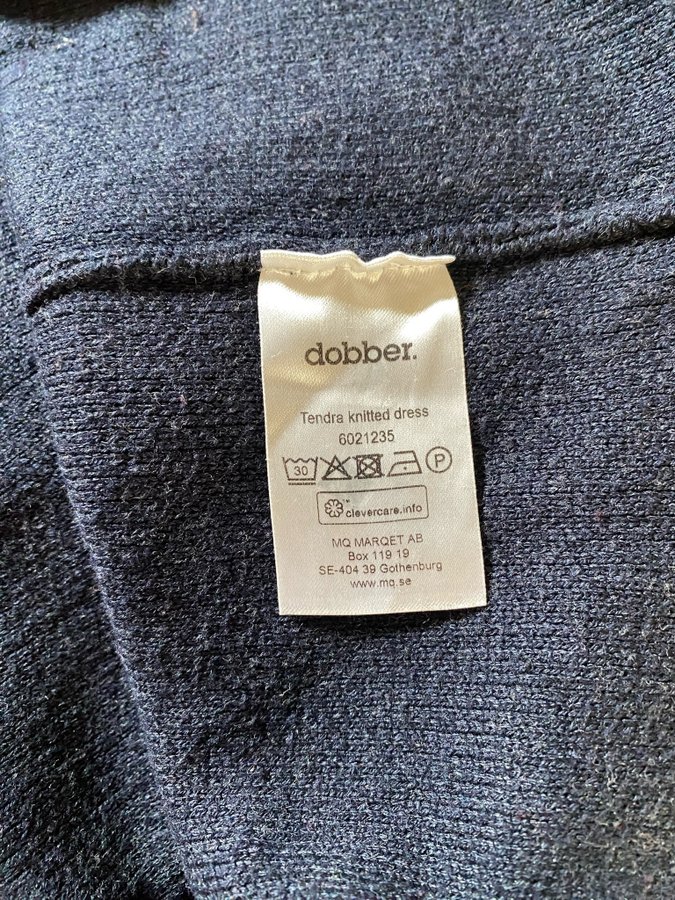 dobber.
Tendra knitted dress
6021235
30 P
™
clevercare.info
MQ MARQET AB
Box 119 19
SE-404 39 Gothenburg
www.mq.se